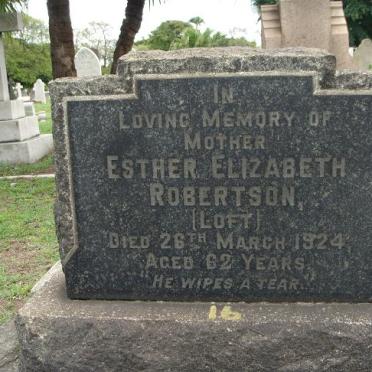 IN
LOVING MEMORY OF
MOTHER
ESTHER ELIZABETH
ROBERTSON,
(LOFT)
DIED 26TH MARCH 1924,
AGED 62 YEARS.
"HE WIPES A TEAR."
16